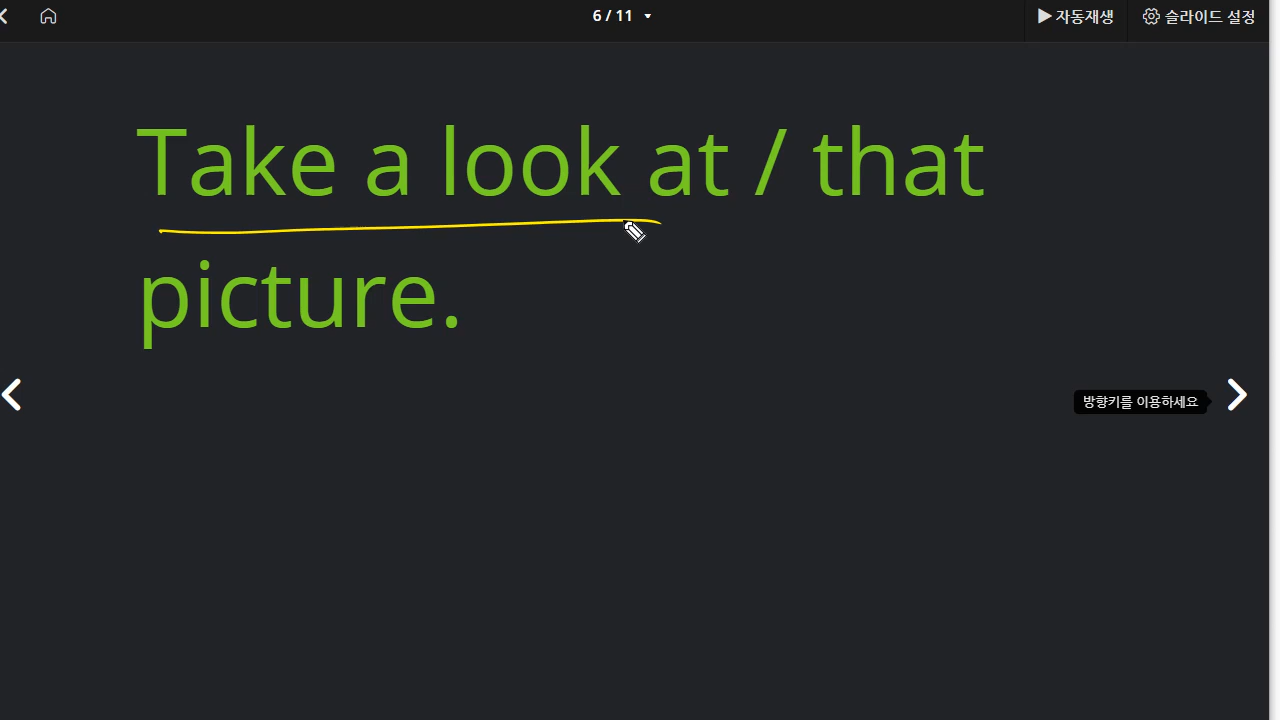 6 / 11
자동재생
슬라이드 설정
Take a look at / that
picture.
방향키를 이용하세요